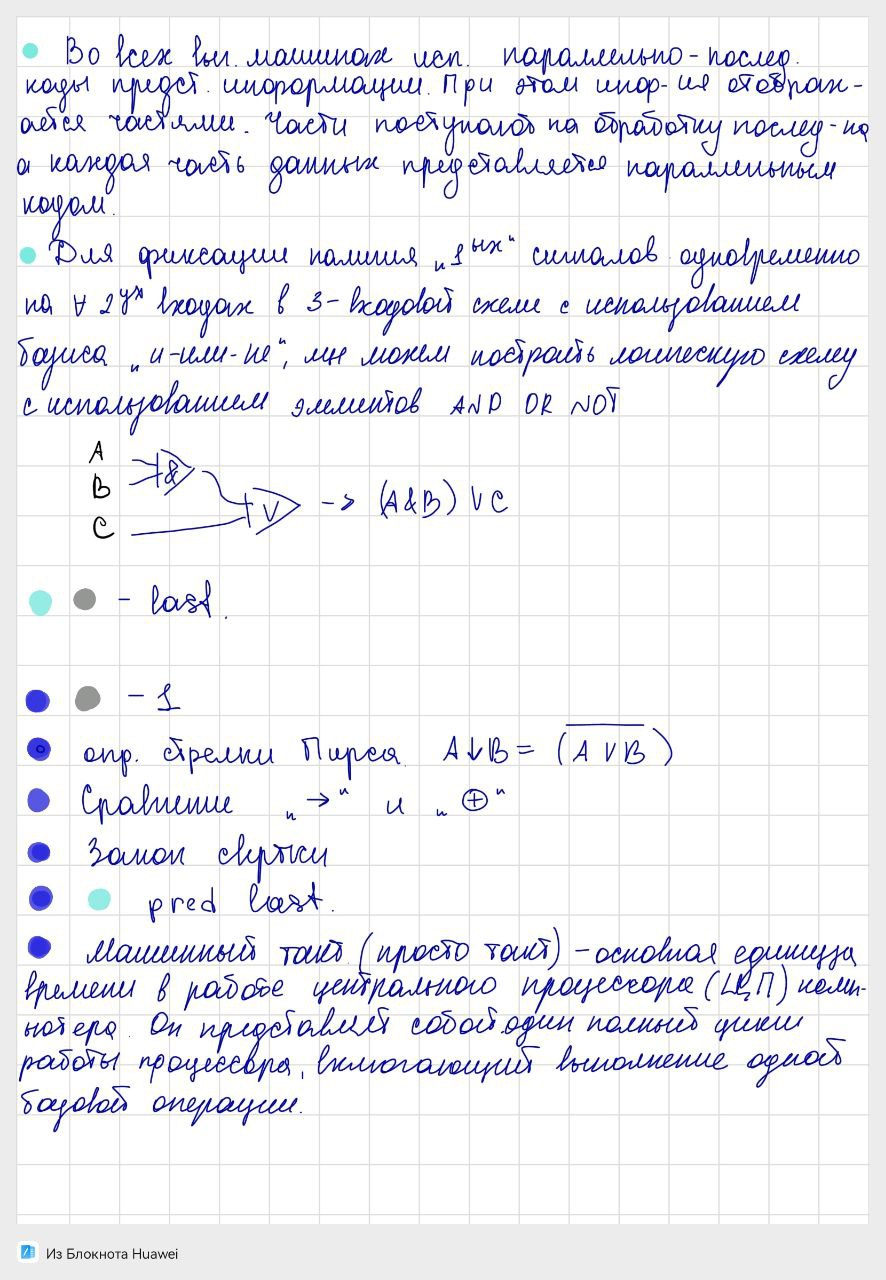 Во всех выч. машинах исп. параллельно-послед.
коды предст. информации. При этом инфор-ия отображ-
ается частями. Части поступают на обработку послед-но
а каждая часть данных представляется параллельным
кодом.
Для фиксации наличия „1ых“ сигналов одновременно
на ∀ 2ух входах в 3-входовой схеме с использованием
базиса „и-или-не“, мы можем построить логическую схему
с использованием элементов AND OR NOT
A
B
C
&
V
-> (A&B) V C
- last.
- 1
опр. стрелки Пирса A↓B = (A V B)
Сравнение „→“ и „⊕“
Закон свертки
pred last.
Машинный такт (просто такт) - основная единица
времени в работе центрального процессора (ЦП) комп-
ютера. Он представляет собой один полный цикл
работы процессора, включающий выполнение одной
базовой операции.
Из Блокнота Huawei